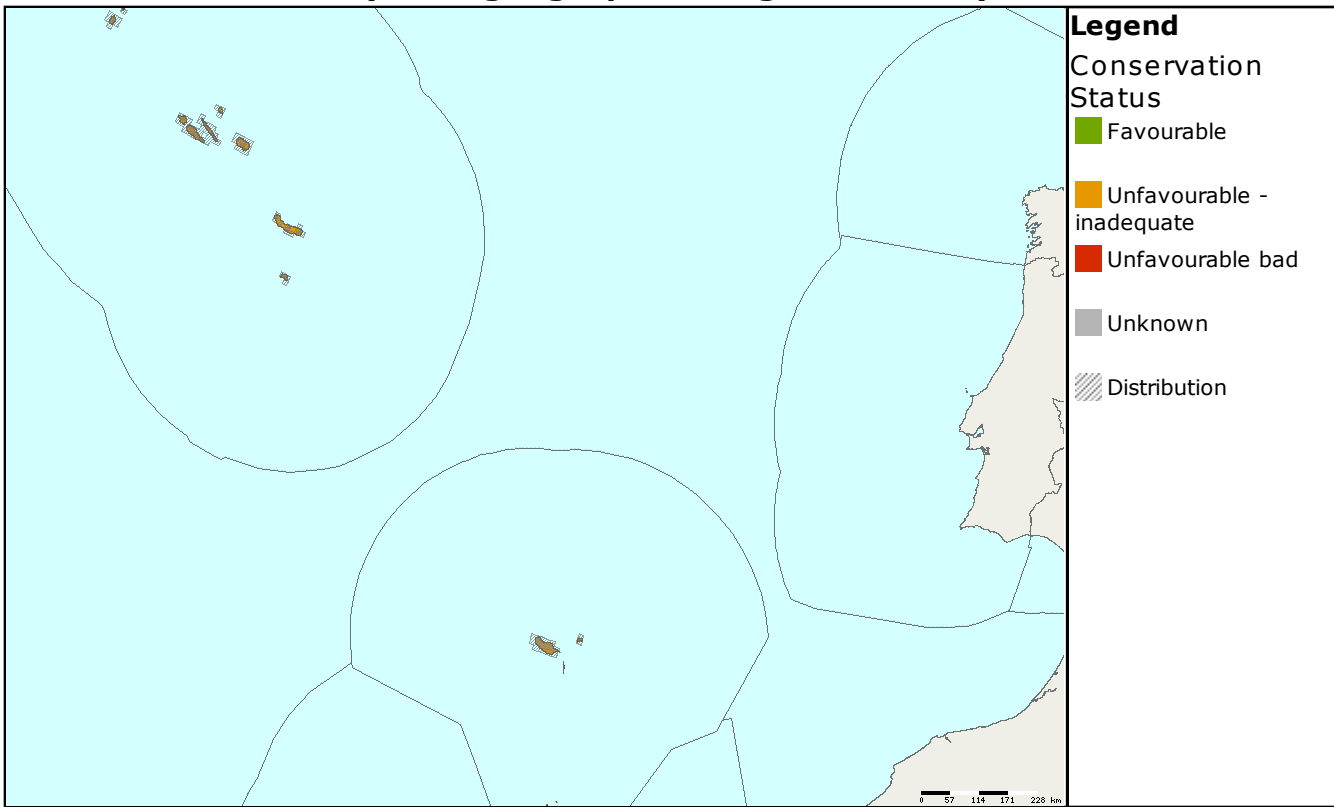 Legend
Conservation
Status
Favourable
Unfavourable -
inadequate
Unfavourable bad
Unknown
Distribution
0 57 114 171 228 km